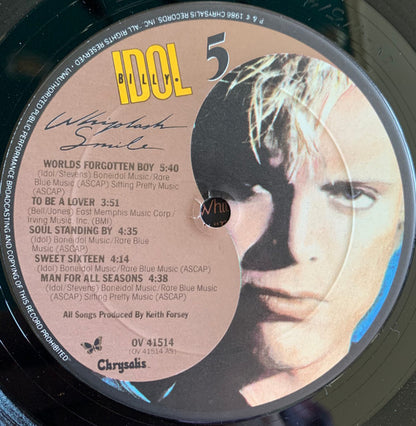 UNAUTHORIZED PUBLIC PERFORMANCE, BROADCASTING AND COPYING OF THIS RECORD PROHIBITED
ALL RIGHTS RESERVED -
P & © 1986 CHRYSALIS RECORDS, INC.
BILLY
IDOL
5
Whiplash
Smile
WORLDS FORGOTTEN BOY 5:40
(Idol/Stevens) Boneidol Music/Rare
Blue Music (ASCAP) Sitting Pretty Music
(ASCAP)
TO BE A LOVER 3:51
(Bell/Jones) East Memphis Music Corp/
Irving Music Inc. (BMI)
SOUL STANDING BY 4:35
(Idol) Boneidol Music/Rare Blue
Music (ASCAP)
SWEET SIXTEEN 4:14
(Idol) Boneidol Music/Rare Blue Music (ASCAP)
MAN FOR ALL SEASONS 4:38
(Idol/Stevens) Boneidol Music/Rare Blue Music
(ASCAP) Sitting Pretty Music (ASCAP)
All Songs Produced by Keith Forsey
OV 41514
(OV 41514 AS)
Chrysalis